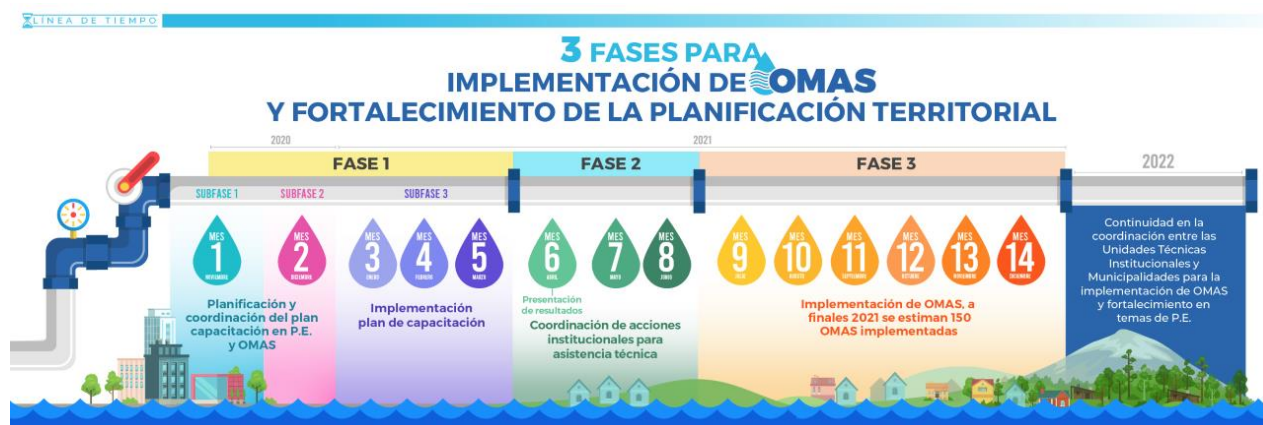 LÍNEA DE TIEMPO
3 FASES PARA
IMPLEMENTACIÓN DE OMAS
Y FORTALECIMIENTO DE LA PLANIFICACIÓN TERRITORIAL
2020
2021
FASE 1
FASE 2
FASE 3
2022
SUBFASE 1
SUBFASE 2
SUBFASE 3
MES
1
NOVIEMBRE
MES
2
DICIEMBRE
MES
3
ENERO
MES
4
FEBRERO
MES
5
MARZO
MES
6
ABRIL
MES
7
MAYO
MES
8
JUNIO
MES
9
JULIO
MES
10
AGOSTO
MES
11
SEPTIEMBRE
MES
12
OCTUBRE
MES
13
NOVIEMBRE
MES
14
DICIEMBRE
Planificación y
coordinación del plan
capacitación en P.E.
y OMAS
Implementación
plan de capacitación
Presentación
de resultados
Coordinación de acciones
institucionales para
asistencia técnica
Implementación de OMAS, a
finales 2021 se estiman 150
OMAS implementadas
Continuidad en la
coordinación entre las
Unidades Técnicas
Institucionales y
Municipalidades para la
implementación de OMAS
y fortalecimiento en
temas de P.E.